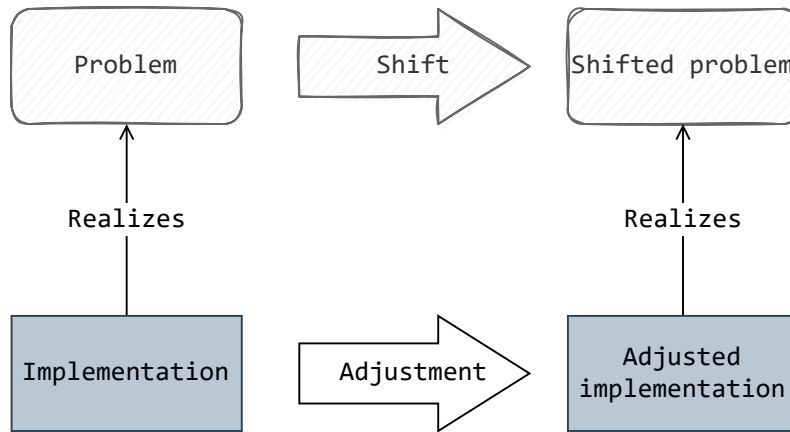 Problem
Shift
Shifted problem
Realizes
Realizes
Implementation
Adjustment
Adjusted
implementation